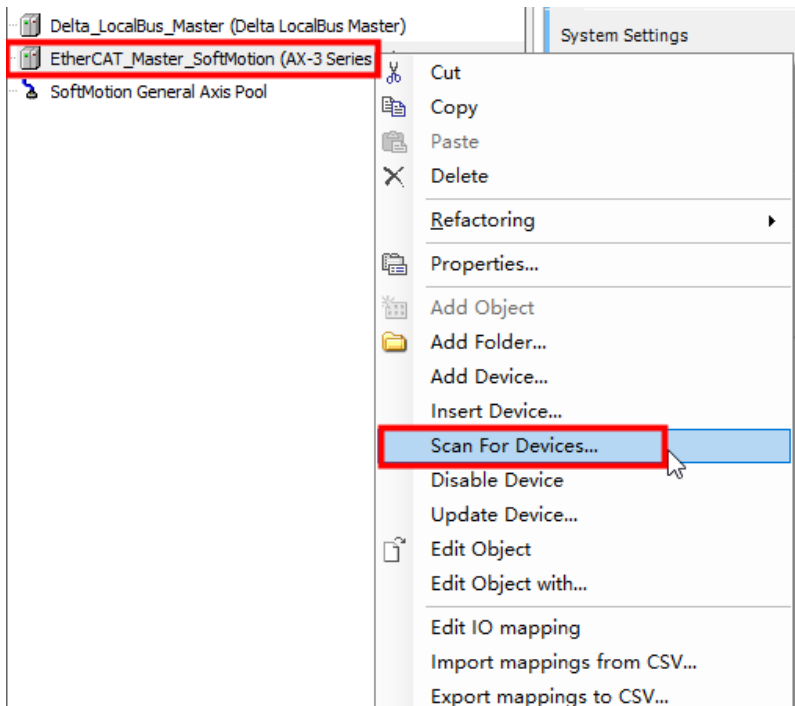 Delta_LocalBus_Master (Delta LocalBus Master)
EtherCAT_Master_SoftMotion (AX-3 Series
SoftMotion General Axis Pool
System Settings
Cut
Copy
Paste
Delete
Refactoring
Properties...
Add Object
Add Folder...
Add Device...
Insert Device...
Scan For Devices...
Disable Device
Update Device...
Edit Object
Edit Object with...
Edit IO mapping
Import mappings from CSV...
Export mappings to CSV...